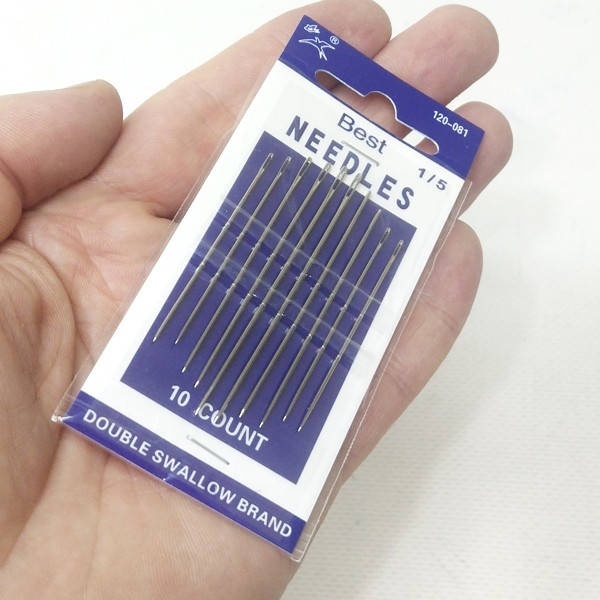 ®
120-081
Best
NEEDLES
1/5
10 COUNT
DOUBLE SWALLOW BRAND